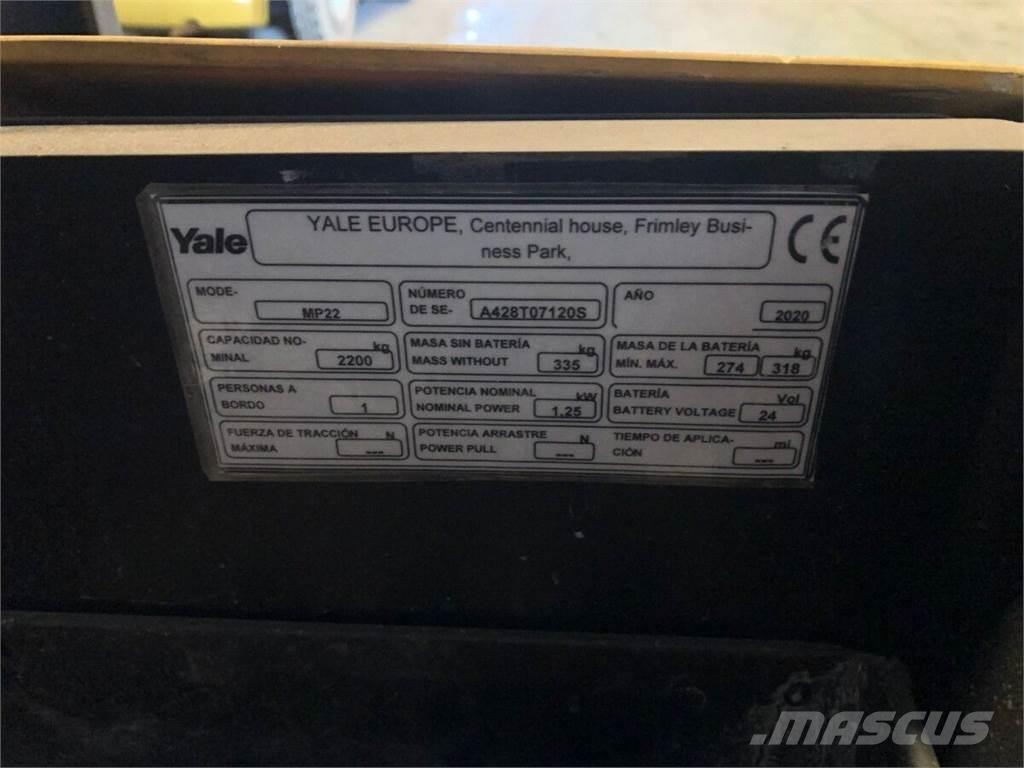 Yale
YALE EUROPE, Centennial house, Frimley Busi-
ness Park,
CE
MODE-
MP22
NÚMERO
DE SE-
A428T07120S
AÑO
2020
CAPACIDAD NO-
MINAL
kg
2200
MASA SIN BATERÍA
MASS WITHOUT
kg
335
MASA DE LA BATERÍA
MÍN. MÁX.
kg
274
318
PERSONAS A
BORDO
1
POTENCIA NOMINAL
NOMINAL POWER
kW
1.25
BATERÍA
BATTERY VOLTAGE
Vol
24
FUERZA DE TRACCIÓN
MÁXIMA
N
---
POTENCIA ARRASTRE
POWER PULL
N
---
TIEMPO DE APLICA-
CIÓN
mi
---
MASCUS